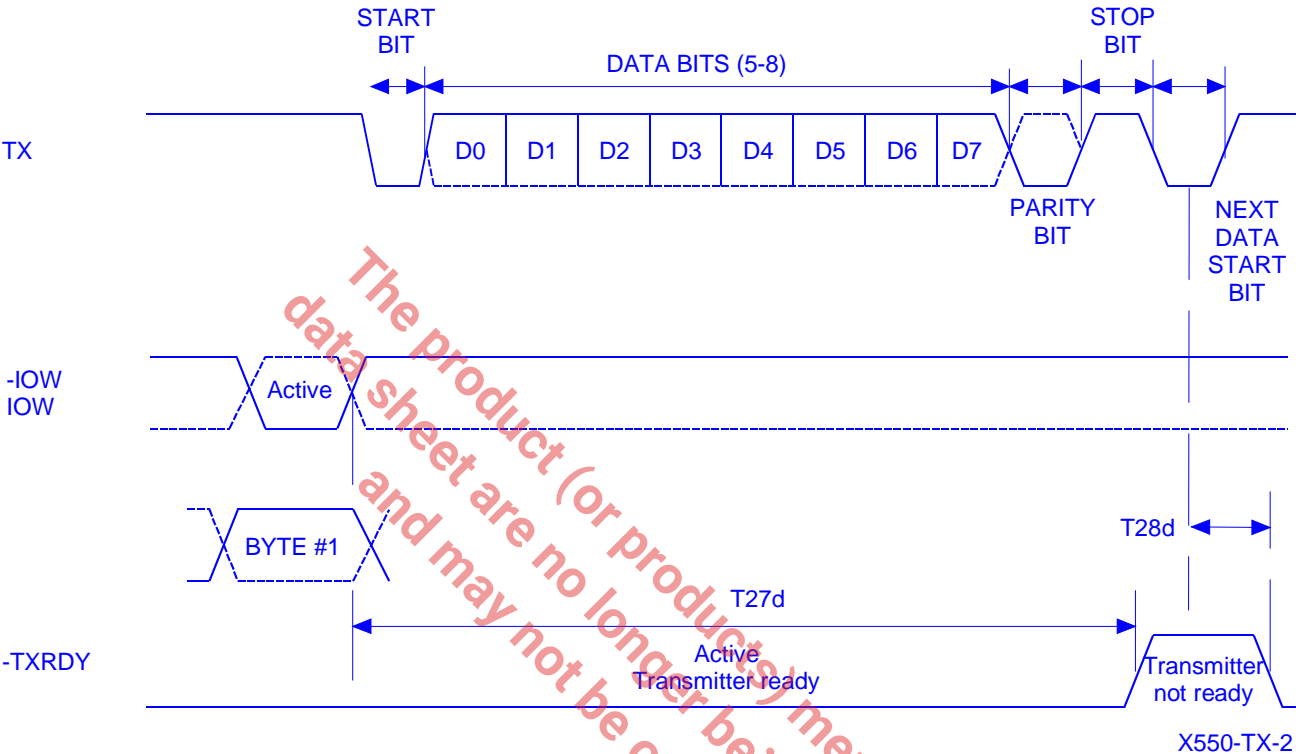 START
BIT
DATA BITS (5-8)
STOP
BIT
TX
D0 D1 D2 D3 D4 D5 D6 D7
PARITY
BIT
NEXT
DATA
START
BIT
-IOW
IOW
Active
BYTE #1
T28d
T27d
-TXRDY
Active
Transmitter ready
Transmitter
not ready
X550-TX-2
The product (or products)
data sheet are no longer
and may not be